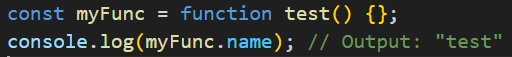 const myFunc = function test() {};
console.log(myFunc.name); // Output: "test"